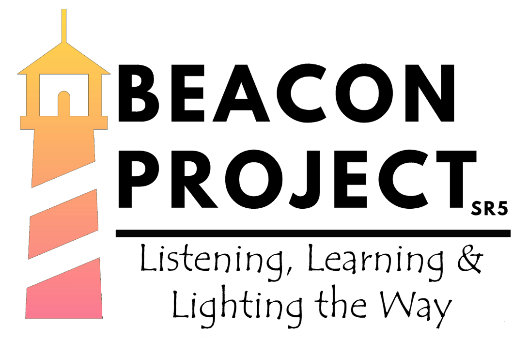 BEACON
PROJECT
SR5
Listening, Learning &
Lighting the Way